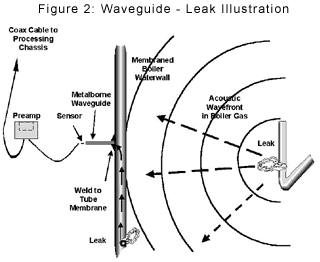 Figure 2: Waveguide - Leak Illustration
Coax Cable to
Processing
Chassis
Membraned
Boiler
Waterwall
Metalborne
Waveguide
Acoustic
Wavefront
in Boiler Gas
Preamp
Sensor
Leak
Weld to
Tube
Membrane
Leak